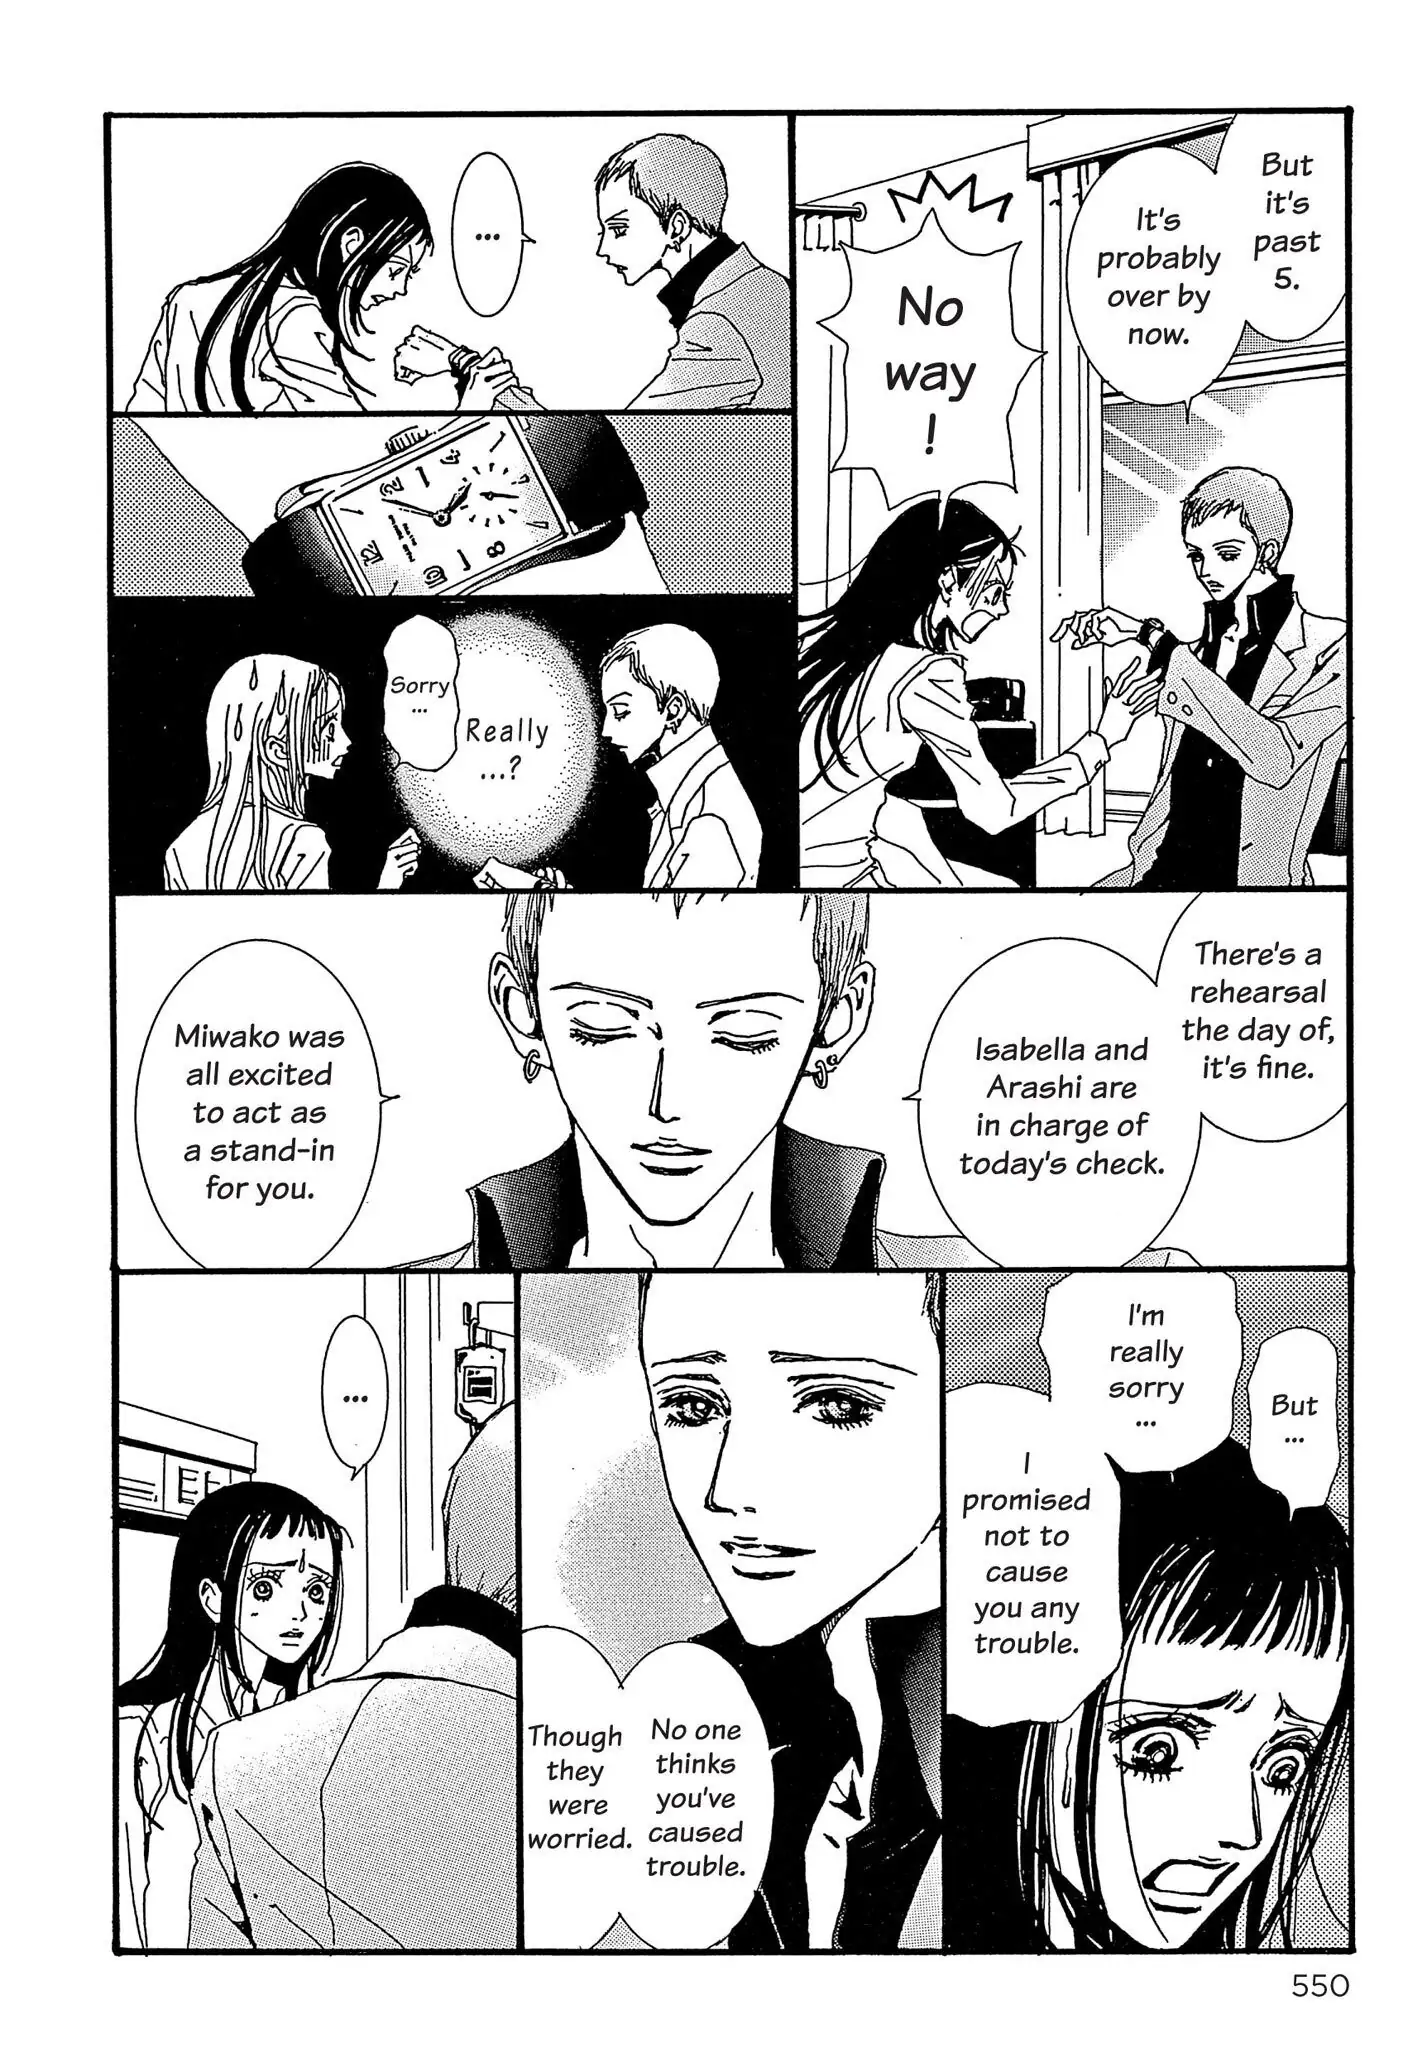 But
it's
past
5.
It's
probably
over by
now.
No
way
!
...
Sorry
...
Really
...?
There's a
rehearsal
the day of,
it's fine.
Isabella and
Arashi are
in charge of
today's check.
Miwako was
all excited
to act as
a stand-in
for you.
But
...
I'm
really
sorry
...
I
promised
not to
cause
you any
trouble.
No one
thinks
you've
caused
trouble.
Though
they
were
worried.
...
550